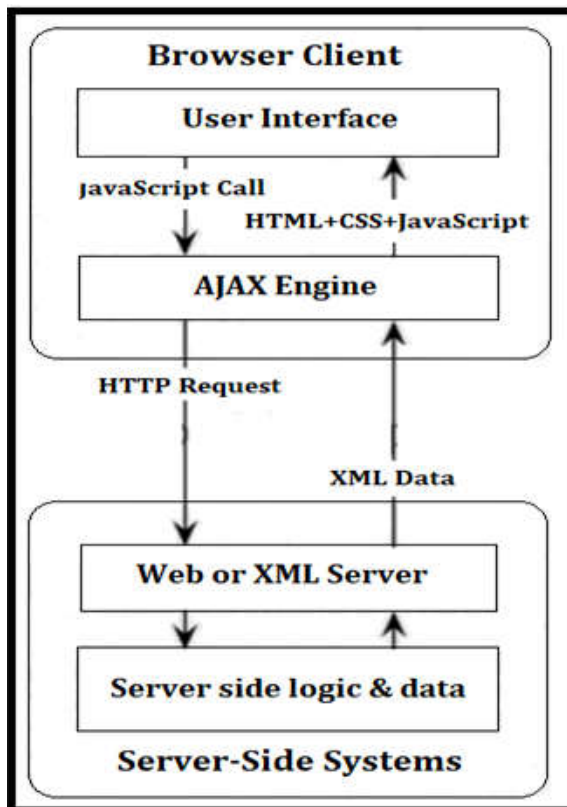 Browser Client
User Interface
JavaScript Call
HTML+CSS+JavaScript
AJAX Engine
HTTP Request
XML Data
Web or XML Server
Server side logic & data
Server-Side Systems